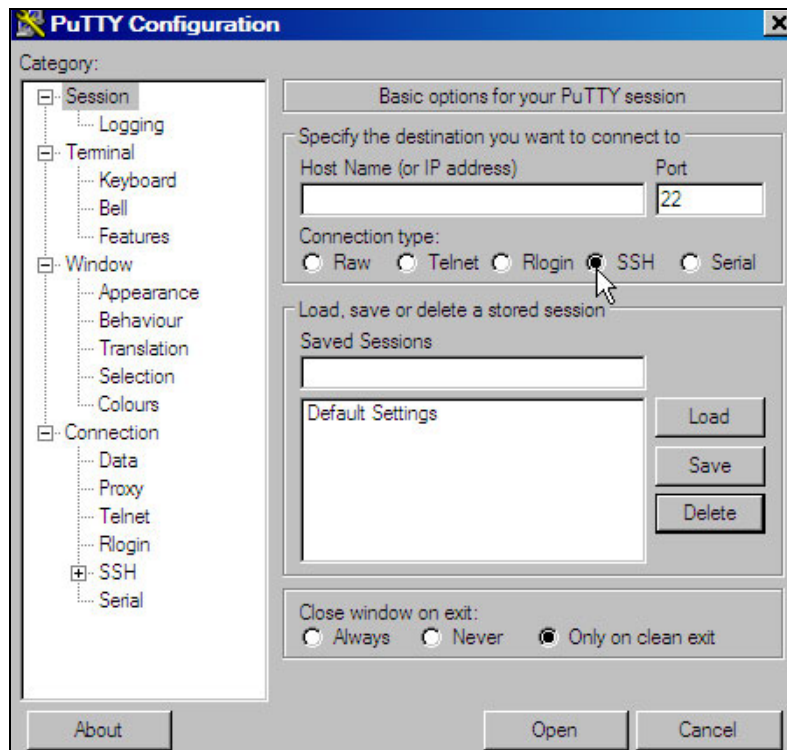 PuTTY Configuration
Category:
Session
Logging
Terminal
Keyboard
Bell
Features
Window
Appearance
Behaviour
Translation
Selection
Colours
Connection
Data
Proxy
Telnet
Rlogin
SSH
Serial
Basic options for your PuTTY session
Specify the destination you want to connect to
Host Name (or IP address) Port
22
Connection type:
Raw Telnet Rlogin SSH Serial
Load, save or delete a stored session
Saved Sessions
Default Settings
Load
Save
Delete
Close window on exit:
Always Never Only on clean exit
About Open Cancel